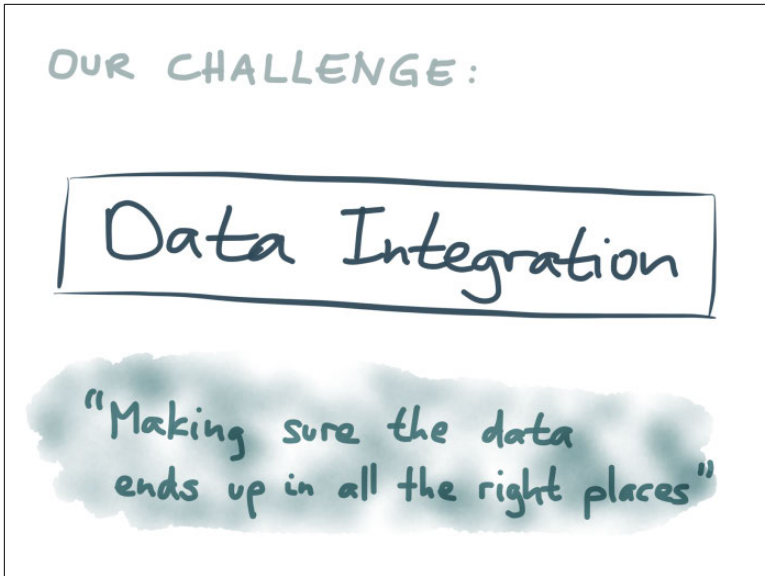 OUR CHALLENGE:
Data Integration
"Making sure the data
ends up in all the right places"